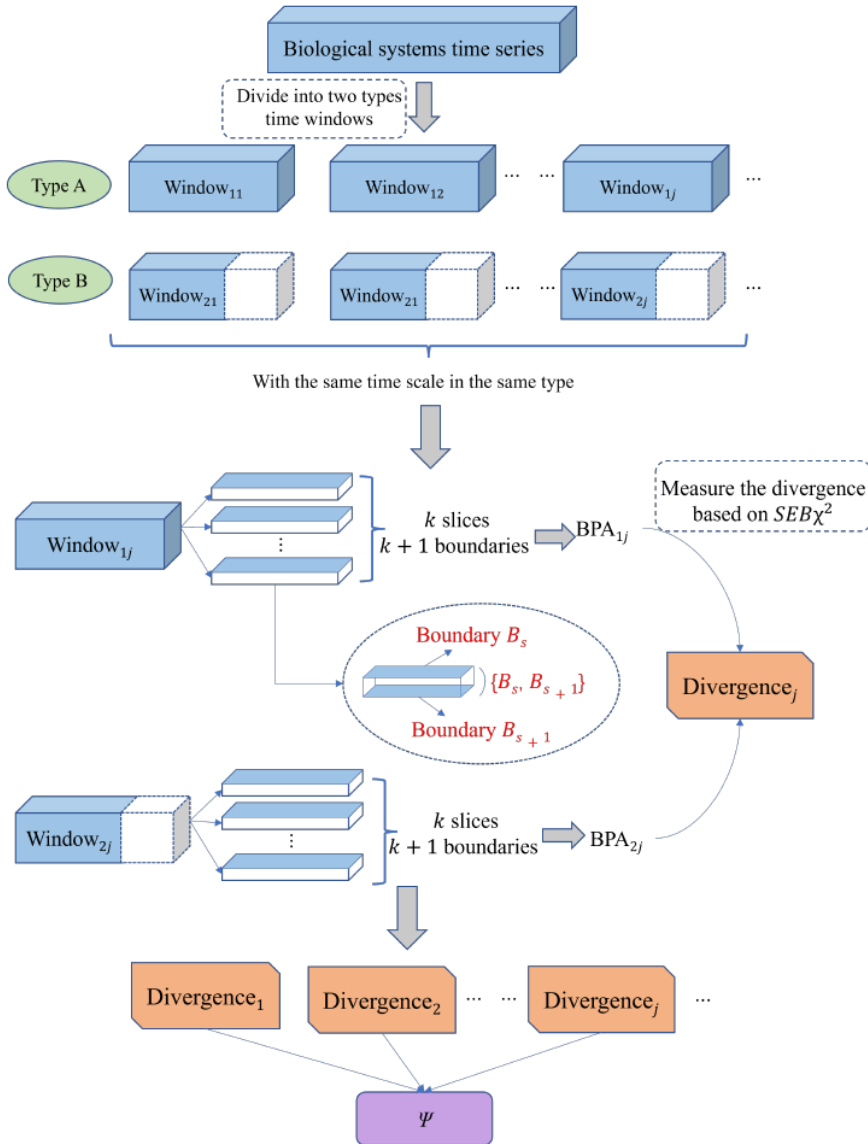 Biological systems time series
Divide into two types
time windows
Type A
Window₁₁
Window₁₂
... ...
Window₁ⱼ
...
Type B
Window₂₁
Window₂₁
... ...
Window₂ⱼ
...
With the same time scale in the same type
Window₁ⱼ
⋮
k slices
k + 1 boundaries
BPA₁ⱼ
Measure the divergence
based on SEBχ²
Boundary Bₛ
{Bₛ, Bₛ ₊ ₁}
Boundary Bₛ ₊ ₁
Divergenceⱼ
Window₂ⱼ
⋮
k slices
k + 1 boundaries
BPA₂ⱼ
Divergence₁
Divergence₂
... ...
Divergenceⱼ
...
Ψ